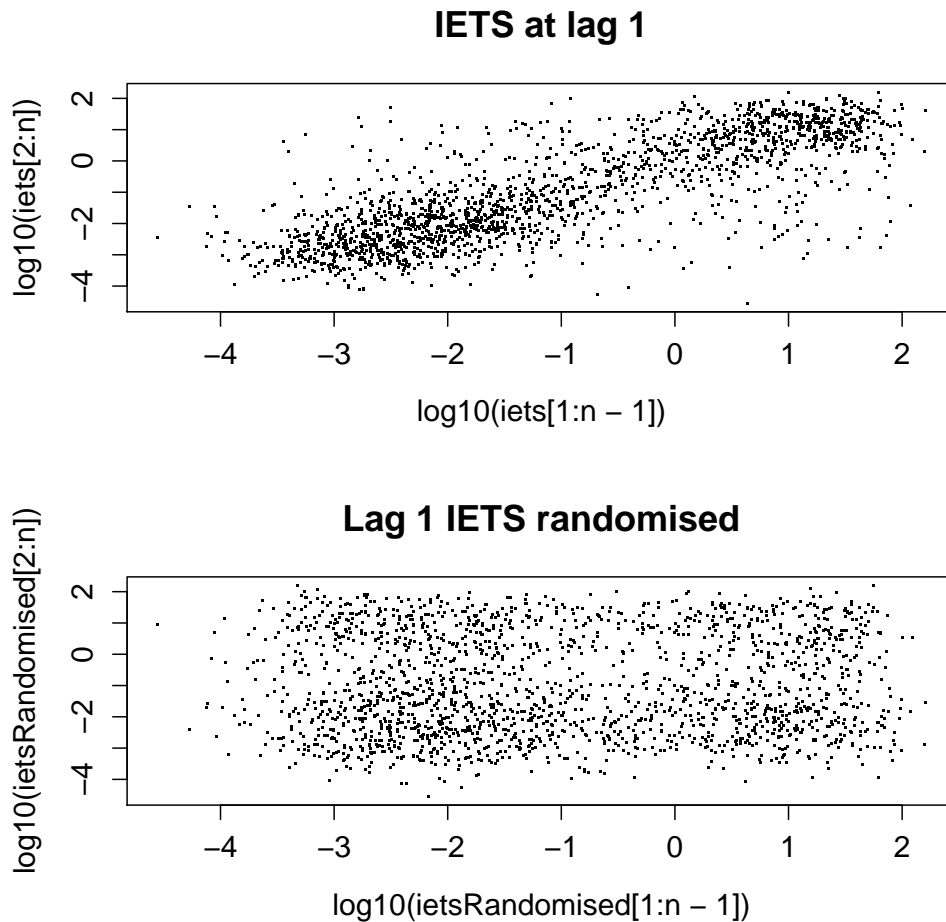 IETS at lag 1
log10(iets[2:n])
2
0
−2
−4
−4 −3 −2 −1 0 1 2
log10(iets[1:n − 1])
Lag 1 IETS randomised
log10(ietsRandomised[2:n])
2
0
−2
−4
−4 −3 −2 −1 0 1 2
log10(ietsRandomised[1:n − 1])